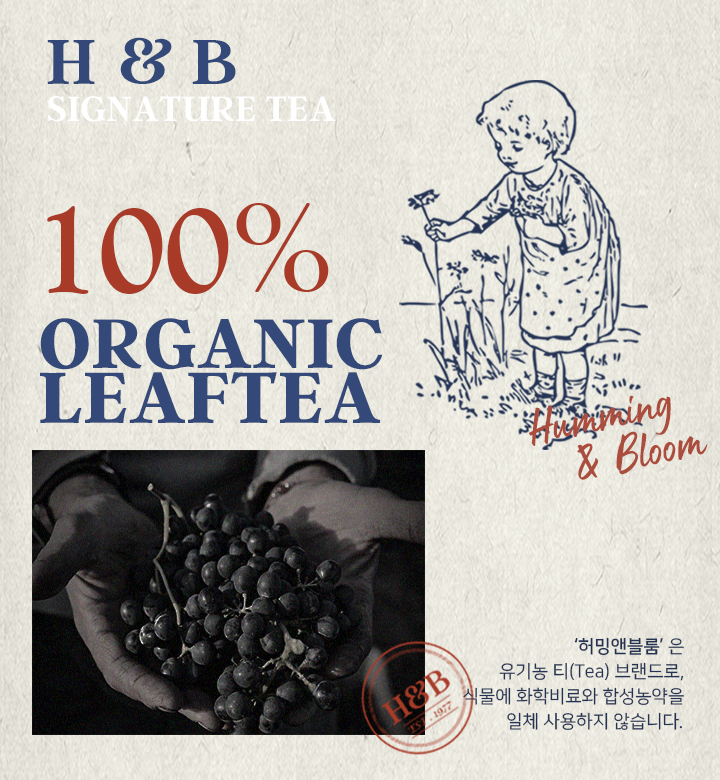 H & B
SIGNATURE TEA
100%
ORGANIC
LEAFTEA
Humming
& Bloom
H&B
EST. 1977
‘허밍앤블룸’ 은
유기농 티(Tea) 브랜드로,
식물에 화학비료와 합성농약을
일체 사용하지 않습니다.